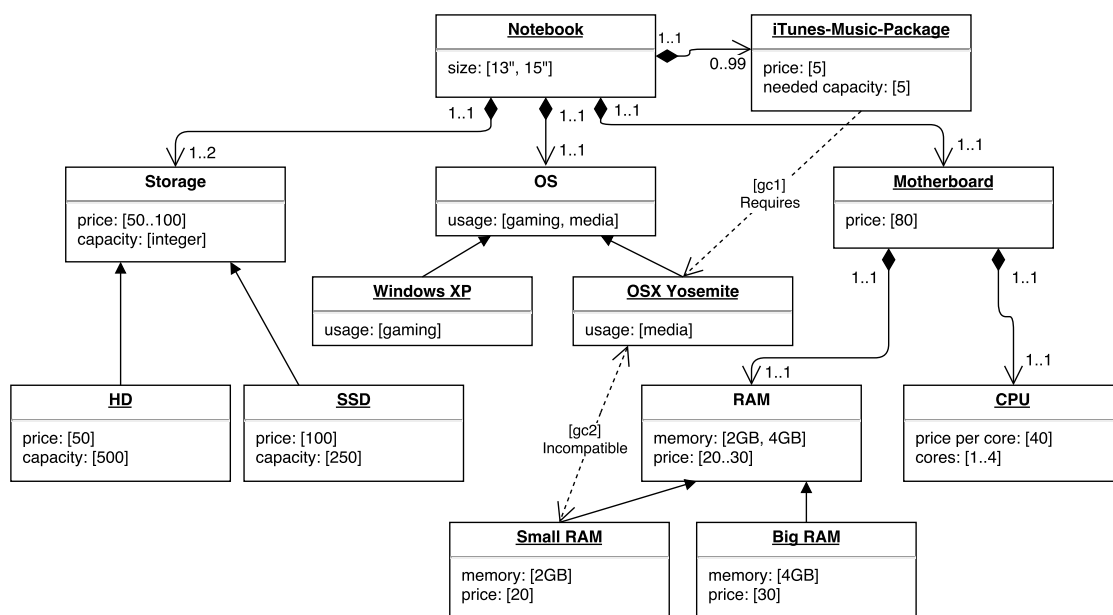 Notebook
size: [13", 15"]
iTunes-Music-Package
price: [5]
needed capacity: [5]
1..1
0..99
1..1
1..1
1..1
1..2
1..1
1..1
Storage
price: [50..100]
capacity: [integer]
OS
usage: [gaming, media]
[gc1]
Requires
Motherboard
price: [80]
Windows XP
usage: [gaming]
OSX Yosemite
usage: [media]
1..1
1..1
1..1
1..1
HD
price: [50]
capacity: [500]
SSD
price: [100]
capacity: [250]
[gc2]
Incompatible
RAM
memory: [2GB, 4GB]
price: [20..30]
CPU
price per core: [40]
cores: [1..4]
Small RAM
memory: [2GB]
price: [20]
Big RAM
memory: [4GB]
price: [30]